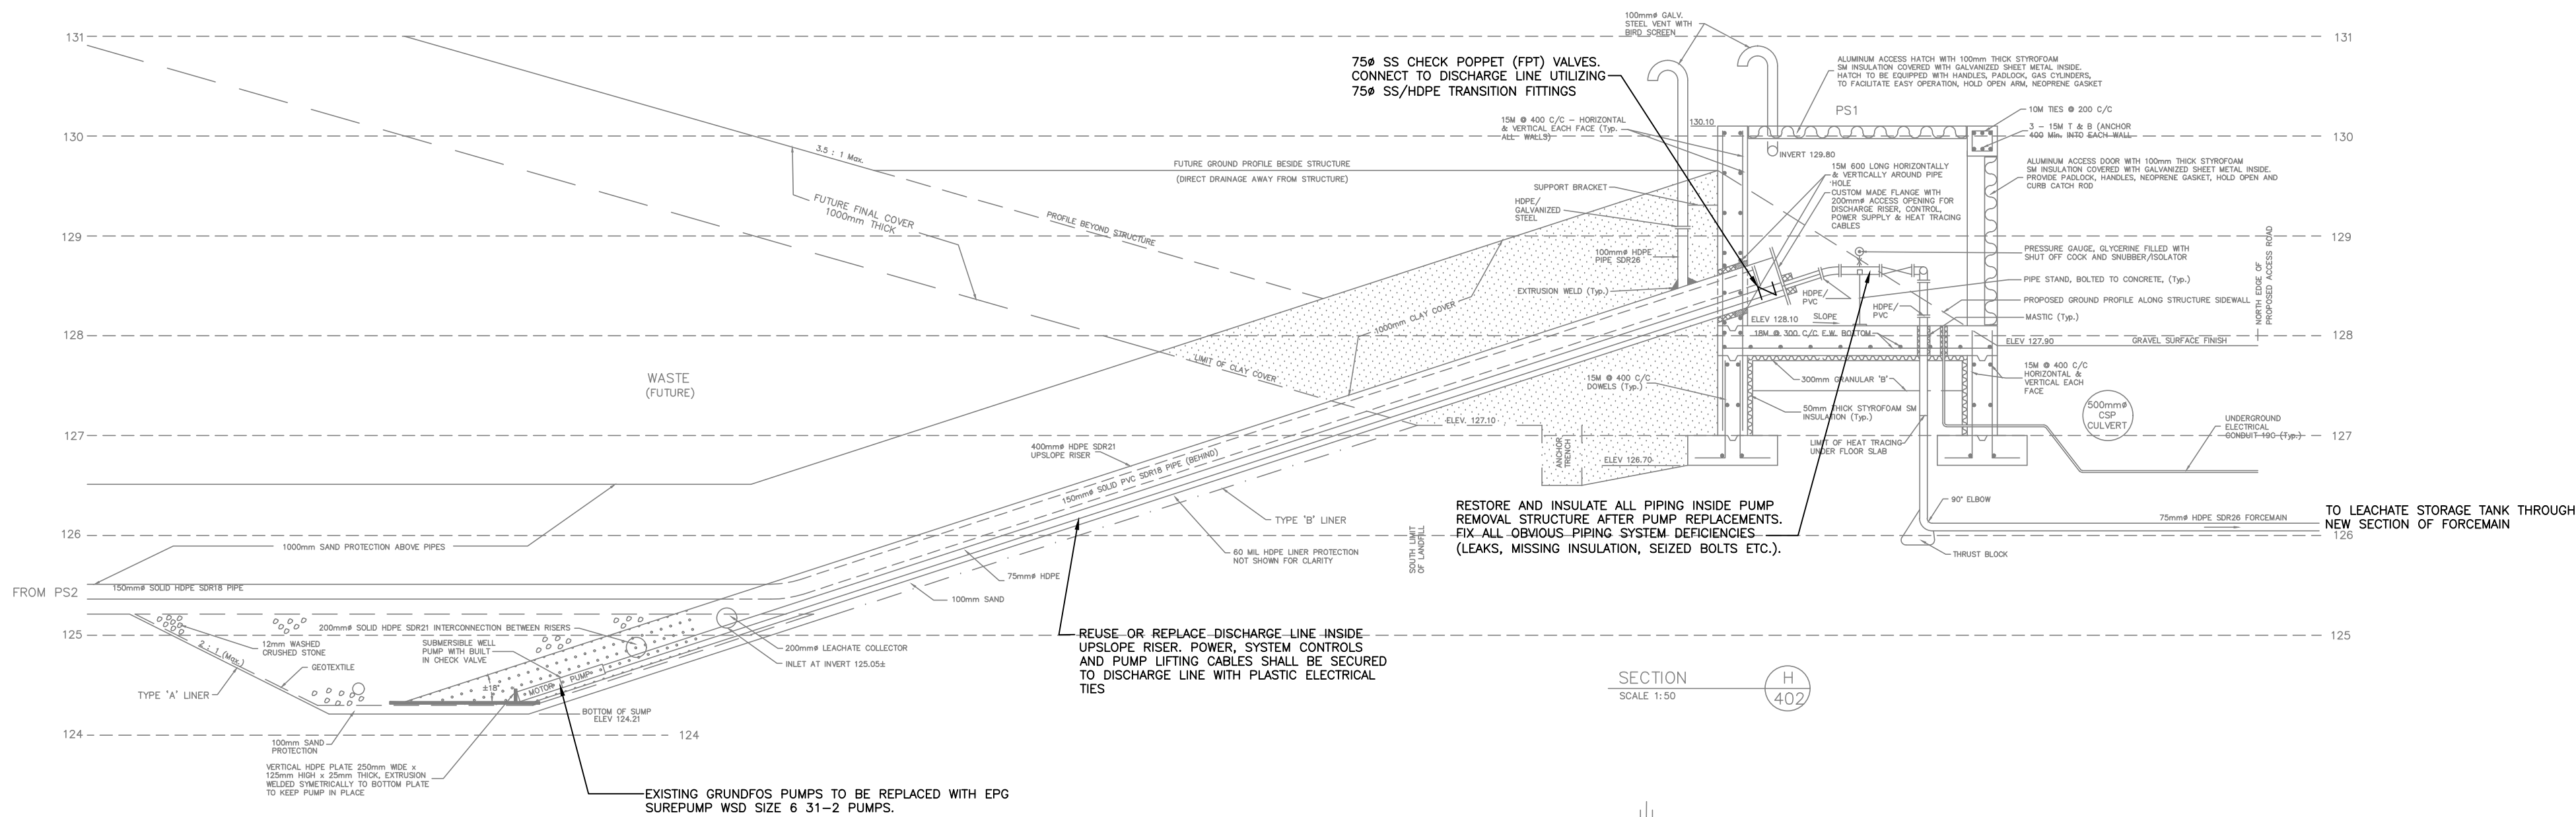 131
130
129
128
127
126
125
124
131
130
129
128
127
126
125
124
100mmø GALV.
STEEL VENT WITH
BIRD SCREEN
75ø SS CHECK POPPET (FPT) VALVES.
CONNECT TO DISCHARGE LINE UTILIZING
75ø SS/HDPE TRANSITION FITTINGS
ALUMINUM ACCESS HATCH WITH 100mm THICK STYROFOAM
SM INSULATION COVERED WITH GALVANIZED SHEET METAL INSIDE.
HATCH TO BE EQUIPPED WITH HANDLES, PADLOCK, GAS CYLINDERS,
TO FACILITATE EASY OPERATION, HOLD OPEN ARM, NEOPRENE GASKET
PS1
10M TIES @ 200 C/C
3 - 15M T & B (ANCHOR
400 Min. INTO EACH WALL
15M @ 400 C/C - HORIZONTAL
& VERTICAL EACH FACE (Typ.
ALL WALLS)
130.10
INVERT 129.80
ALUMINUM ACCESS DOOR WITH 100mm THICK STYROFOAM
SM INSULATION COVERED WITH GALVANIZED SHEET METAL INSIDE.
PROVIDE PADLOCK, HANDLES, NEOPRENE GASKET, HOLD OPEN AND
CURB CATCH ROD
3.5 : 1 Max.
FUTURE GROUND PROFILE BESIDE STRUCTURE
(DIRECT DRAINAGE AWAY FROM STRUCTURE)
15M 600 LONG HORIZONTALLY
& VERTICALLY AROUND PIPE
HOLE
CUSTOM MADE FLANGE WITH
200mmø ACCESS OPENING FOR
DISCHARGE RISER, CONTROL,
POWER SUPPLY & HEAT TRACING
CABLES
SUPPORT BRACKET
HDPE/
GALVANIZED
STEEL
FUTURE FINAL COVER
1000mm THICK
PROFILE BEYOND STRUCTURE
100mmø HDPE
PIPE SDR26
EXTRUSION WELD (Typ.)
PRESSURE GAUGE, GLYCERINE FILLED WITH
SHUT OFF COCK AND SNUBBER/ISOLATOR
PIPE STAND, BOLTED TO CONCRETE, (Typ.)
PROPOSED GROUND PROFILE ALONG STRUCTURE SIDEWALL
MASTIC (Typ.)
NORTH EDGE OF
PROPOSED ACCESS ROAD
HDPE/
PVC
HDPE/
PVC
ELEV 128.10
SLOPE
18M @ 300 C/C E.W. BOTTOM
ELEV 127.90
GRAVEL SURFACE FINISH
1000mm CLAY COVER
LIMIT OF CLAY COVER
WASTE
(FUTURE)
15M @ 400 C/C
DOWELS (Typ.)
300mm GRANULAR 'B'
50mm THICK STYROFOAM SM
INSULATION (Typ.)
15M @ 400 C/C
HORIZONTAL &
VERTICAL EACH
FACE
500mmø
CSP
CULVERT
UNDERGROUND
ELECTRICAL
CONDUIT 190 (Typ.)
ELEV. 127.10
LIMIT OF HEAT TRACING
UNDER FLOOR SLAB
400mmø HDPE SDR21
UPSLOPE RISER
ANCHOR
TRENCH
ELEV 126.70
150mmø SOLID PVC SDR18 PIPE (BEHIND)
RESTORE AND INSULATE ALL PIPING INSIDE PUMP
REMOVAL STRUCTURE AFTER PUMP REPLACEMENTS.
FIX ALL OBVIOUS PIPING SYSTEM DEFICIENCIES
(LEAKS, MISSING INSULATION, SEIZED BOLTS ETC.).
90° ELBOW
75mmø HDPE SDR26 FORCEMAIN
TO LEACHATE STORAGE TANK THROUGH
NEW SECTION OF FORCEMAIN
THRUST BLOCK
TYPE 'B' LINER
SOUTH LIMIT
OF LANDFILL
60 MIL HDPE LINER PROTECTION
NOT SHOWN FOR CLARITY
1000mm SAND PROTECTION ABOVE PIPES
75mmø HDPE
100mm SAND
FROM PS2
150mmø SOLID HDPE SDR18 PIPE
200mmø SOLID HDPE SDR21 INTERCONNECTION BETWEEN RISERS
12mm WASHED
CRUSHED STONE
SUBMERSIBLE WELL
PUMP WITH BUILT
IN CHECK VALVE
200mmø LEACHATE COLLECTOR
INLET AT INVERT 125.05±
REUSE OR REPLACE DISCHARGE LINE INSIDE
UPSLOPE RISER. POWER, SYSTEM CONTROLS
AND PUMP LIFTING CABLES SHALL BE SECURED
TO DISCHARGE LINE WITH PLASTIC ELECTRICAL
TIES
2 : 1 (Max.)
GEOTEXTILE
TYPE 'A' LINER
±18°
MOTOR
PUMP
BOTTOM OF SUMP
ELEV 124.21
100mm SAND
PROTECTION
VERTICAL HDPE PLATE 250mm WIDE x
125mm HIGH x 25mm THICK, EXTRUSION
WELDED SYMETRICALLY TO BOTTOM PLATE
TO KEEP PUMP IN PLACE
EXISTING GRUNDFOS PUMPS TO BE REPLACED WITH EPG
SUREPUMP WSD SIZE 6 31-2 PUMPS.
SECTION
SCALE 1:50
H
402